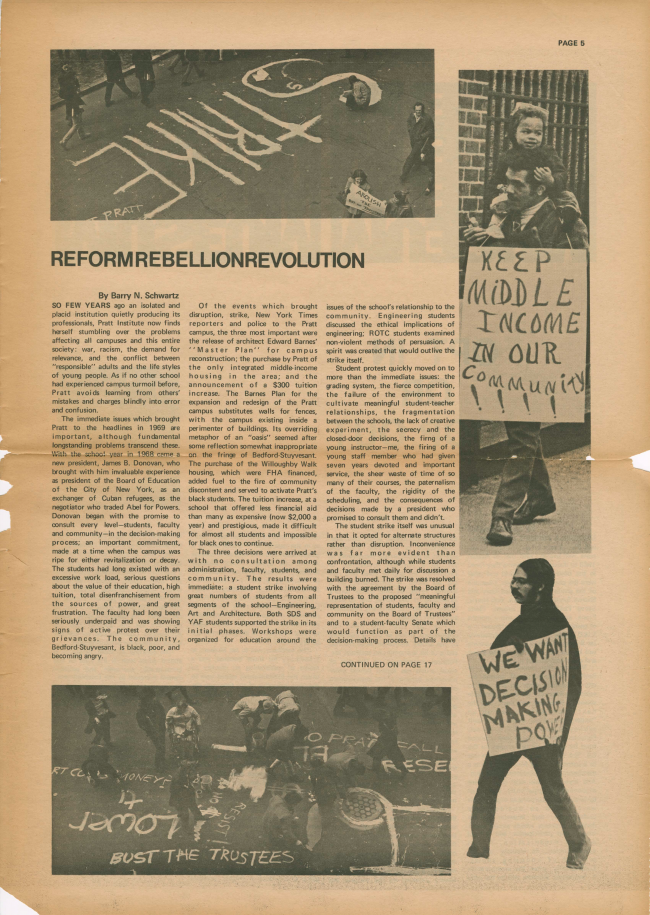 PAGE 5
STRIKE
PRATT
ABOLISH
THE
KEEP
MiDDLE
INCOME
IN OUR
COMMUNITY
! ! ! !
REFORMREBELLIONREVOLUTION
By Barry N. Schwartz
SO FEW YEARS ago an isolated and
placid institution quietly producing its
professionals, Pratt Institute now finds
herself stumbling over the problems
affecting all campuses and this entire
society: war, racism, the demand for
relevance, and the conflict between
"responsible" adults and the life styles
of young people. As if no other school
had experienced campus turmoil before,
Pratt avoids learning from others'
mistakes and charges blindly into error
and confusion.
The immediate issues which brought
Pratt to the headlines in 1969 are
important, although fundamental
longstanding problems transcend these.
With the school year in 1968 came a
new president, James B. Donovan, who
brought with him invaluable experience
as president of the Board of Education
of the City of New York, as an
exchanger of Cuban refugees, as the
negotiator who traded Abel for Powers.
Donovan began with the promise to
consult every level—students, faculty
and community—in the decision-making
process; an important commitment,
made at a time when the campus was
ripe for either revitalization or decay.
The students had long existed with an
excessive work load, serious questions
about the value of their education, high
tuition, total disenfranchisement from
the sources of power, and great
frustration. The faculty had long been
seriously underpaid and was showing
signs of active protest over their
grievances. The community,
Bedford-Stuyvesant, is black, poor, and
becoming angry.
Of the events which brought
disruption, strike, New York Times
reporters and police to the Pratt
campus, the three most important were
the release of architect Edward Barnes'
"Master Plan" for campus
reconstruction; the purchase by Pratt of
the only integrated middle-income
housing in the area; and the
announcement of a $300 tuition
increase. The Barnes Plan for the
expansion and redesign of the Pratt
campus substitutes walls for fences,
with the campus existing inside a
perimenter of buildings. Its overriding
metaphor of an "oasis" seemed after
some reflection somewhat inappropriate
on the fringe of Bedford-Stuyvesant.
The purchase of the Willoughby Walk
housing, which were FHA financed,
added fuel to the fire of community
discontent and served to activate Pratt's
black students. The tuition increase, at a
school that offered less financial aid
than many as expensive (now $2,000 a
year) and prestigious, made it difficult
for almost all students and impossible
for black ones to continue.
The three decisions were arrived at
with no consultation among
administration, faculty, students, and
community. The results were
immediate: a student strike involving
great numbers of students from all
segments of the school—Engineering,
Art and Architecture. Both SDS and
YAF students supported the strike in its
initial phases. Workshops were
organized for education around the
issues of the school's relationship to the
community. Engineering students
discussed the ethical implications of
engineering; ROTC students examined
non-violent methods of persuasion. A
spirit was created that would outlive the
strike itself.
Student protest quickly moved on to
more than the immediate issues: the
grading system, the fierce competition,
the failure of the environment to
cultivate meaningful student-teacher
relationships, the fragmentation
between the schools, the lack of creative
experiment, the secrecy and the
closed-door decisions, the firing of a
young instructor—me, the firing of a
young staff member who had given
seven years devoted and important
service, the sheer waste of time of so
many of their courses, the paternalism
of the faculty, the rigidity of the
scheduling, and the consequences of
decisions made by a president who
promised to consult them and didn't.
The student strike itself was unusual
in that it opted for alternate structures
rather than disruption. Inconvenience
was far more evident than
confrontation, although while students
and faculty met daily for discussion a
building burned. The strike was resolved
with the agreement by the Board of
Trustees to the proposed "meaningful
representation of students, faculty and
community on the Board of Trustees"
and to a student-faculty Senate which
would function as part of the
decision-making process. Details have
CONTINUED ON PAGE 17
WE WANT
DECISION
MAKING
POWER
MONEY
RESIST
LOWER
BUST THE TRUSTEES